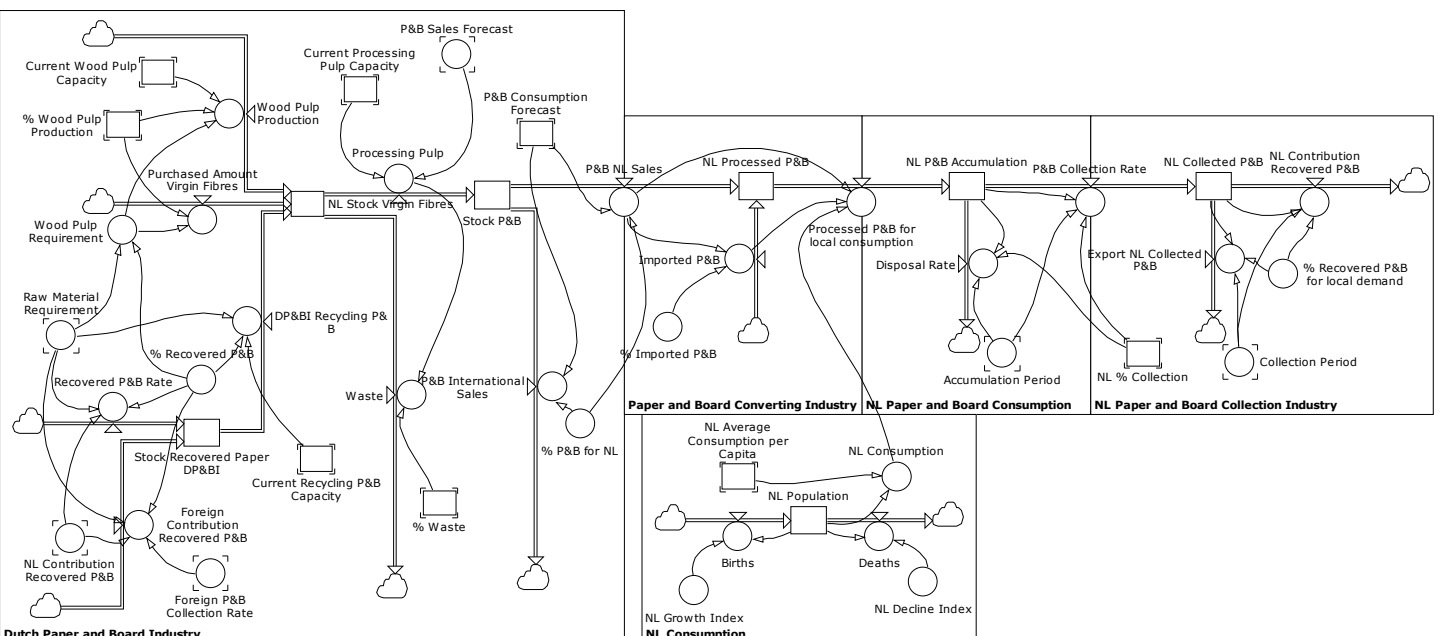 P&B Sales Forecast
Current Processing
Pulp Capacity
Current Wood Pulp
Capacity
P&B Consumption
Forecast
Wood Pulp
Production
% Wood Pulp
Production
Processing Pulp
Purchased Amount
Virgin Fibres
NL Stock Virgin Fibres
Stock P&B
Wood Pulp
Requirement
Raw Material
Requirement
DP&BI Recycling P&
B
% Recovered P&B
Recovered P&B Rate
Waste
P&B International
Sales
% P&B for NL
Stock Recovered Paper
DP&BI
Current Recycling P&B
Capacity
% Waste
Foreign
Contribution
Recovered P&B
NL Contribution
Recovered P&B
Foreign P&B
Collection Rate
Dutch Paper and Board Industry
P&B NL Sales
NL Processed P&B
Imported P&B
Processed P&B for
local consumption
% Imported P&B
Paper and Board Converting Industry
NL P&B Accumulation
P&B Collection Rate
Disposal Rate
Accumulation Period
NL Paper and Board Consumption
NL Collected P&B
NL Contribution
Recovered P&B
Export NL Collected
P&B
% Recovered P&B
for local demand
NL % Collection
Collection Period
NL Paper and Board Collection Industry
NL Average
Consumption per
Capita
NL Consumption
NL Population
Births
Deaths
NL Growth Index
NL Decline Index
NL Consumption